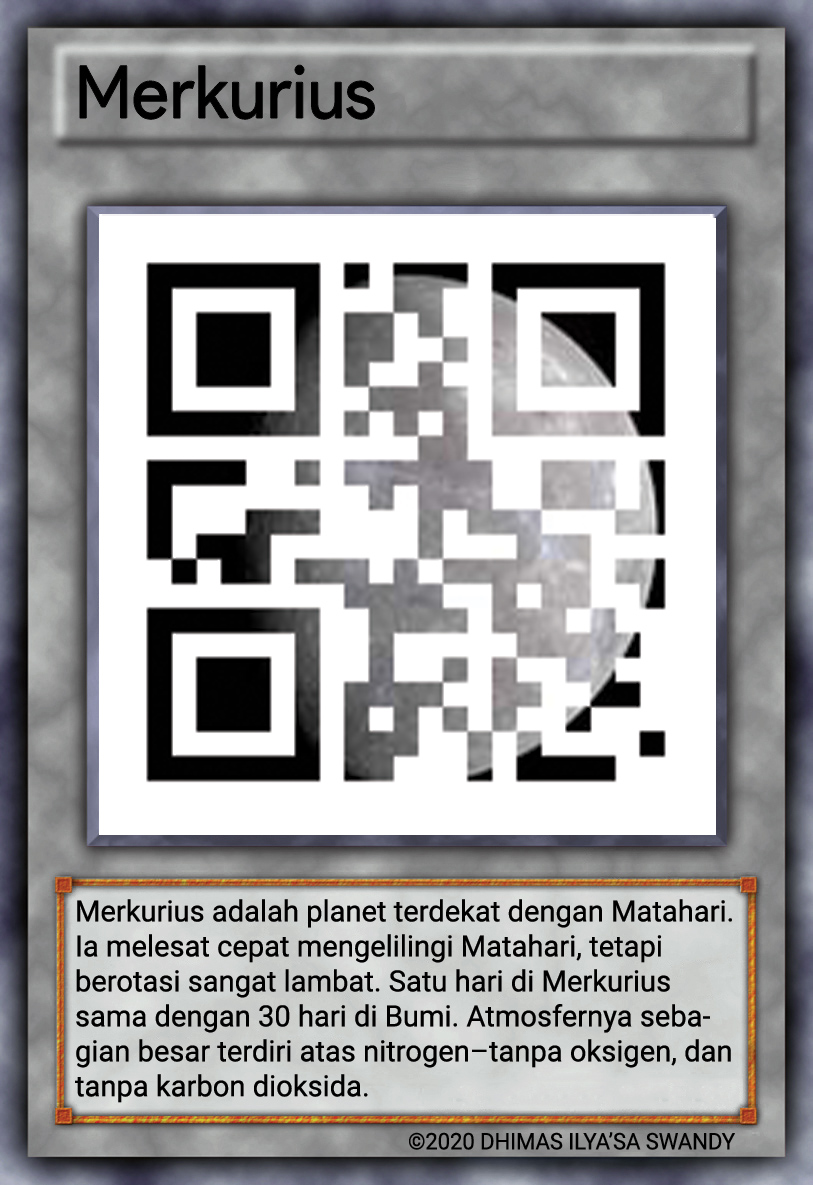 Merkurius
Merkurius adalah planet terdekat dengan Matahari.
Ia melesat cepat mengelilingi Matahari, tetapi
berotasi sangat lambat. Satu hari di Merkurius
sama dengan 30 hari di Bumi. Atmosfernya seba-
gian besar terdiri atas nitrogen–tanpa oksigen, dan
tanpa karbon dioksida.
©2020 DHIMAS ILYA’SA SWANDY